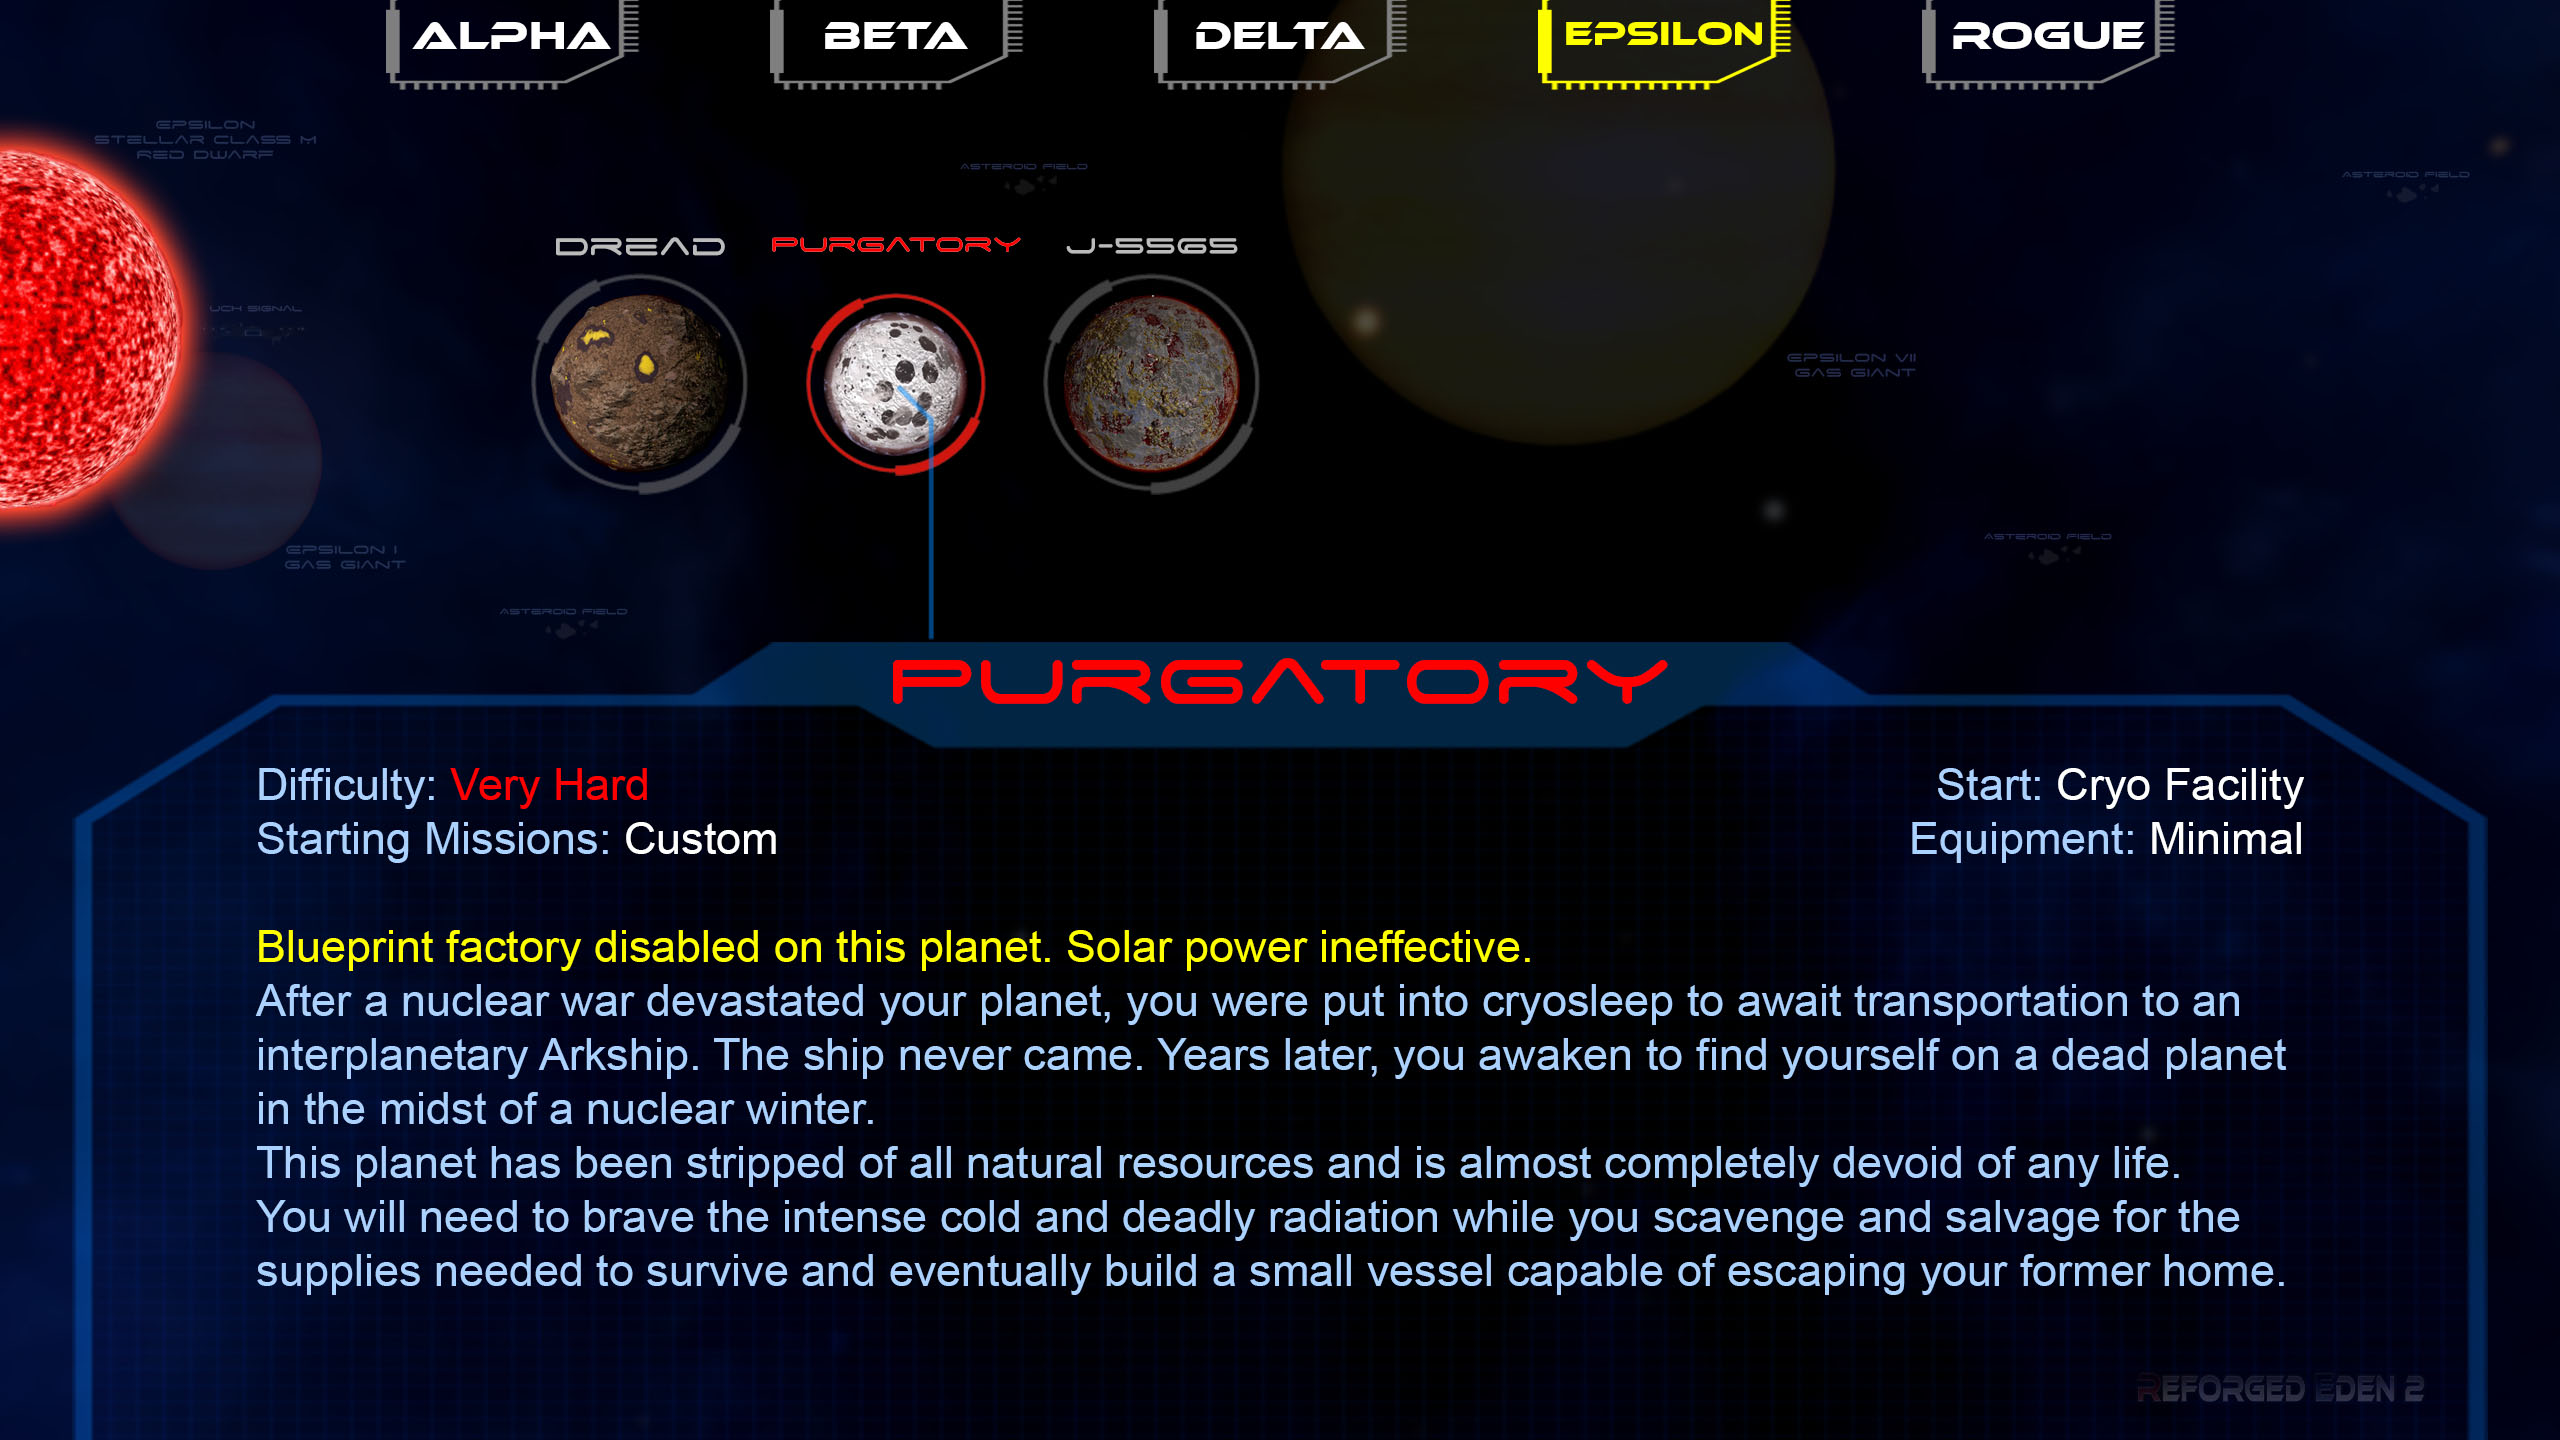 ALPHA
BETA
DELTA
EPSILON
ROGUE
EPSILON
STELLAR CLASS M
RED DWARF
ASTEROID FIELD
ASTEROID FIELD
DREAD
PURGATORY
J-5565
UCH SIGNAL
EPSILON VII
GAS GIANT
EPSILON I
GAS GIANT
ASTEROID FIELD
ASTEROID FIELD
PURGATORY
Difficulty: Very Hard
Starting Missions: Custom
Start: Cryo Facility
Equipment: Minimal
Blueprint factory disabled on this planet. Solar power ineffective.
After a nuclear war devastated your planet, you were put into cryosleep to await transportation to an
interplanetary Arkship. The ship never came. Years later, you awaken to find yourself on a dead planet
in the midst of a nuclear winter.
This planet has been stripped of all natural resources and is almost completely devoid of any life.
You will need to brave the intense cold and deadly radiation while you scavenge and salvage for the
supplies needed to survive and eventually build a small vessel capable of escaping your former home.
REFORGED EDEN 2